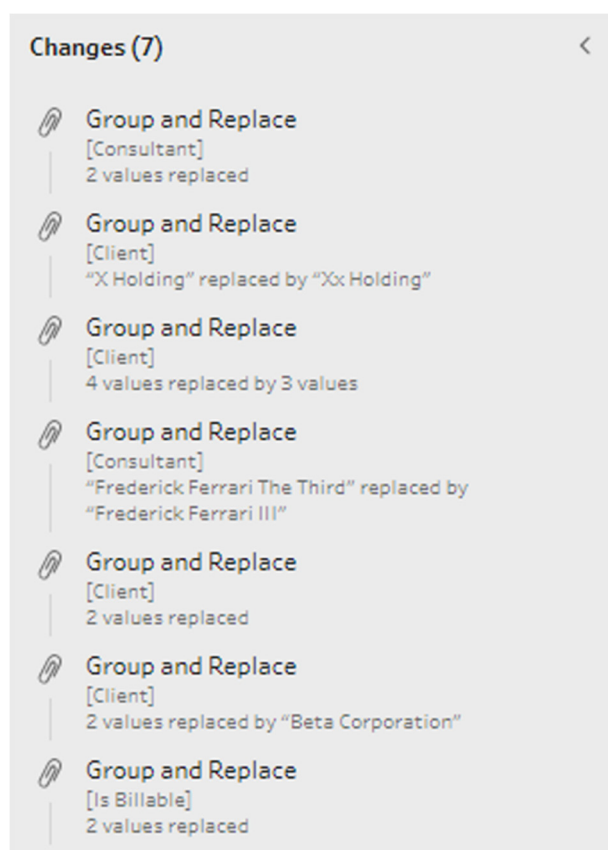 Changes (7)
Group and Replace
[Consultant]
2 values replaced
Group and Replace
[Client]
“X Holding” replaced by “Xx Holding”
Group and Replace
[Client]
4 values replaced by 3 values
Group and Replace
[Consultant]
“Frederick Ferrari The Third” replaced by
“Frederick Ferrari III”
Group and Replace
[Client]
2 values replaced
Group and Replace
[Client]
2 values replaced by “Beta Corporation”
Group and Replace
[Is Billable]
2 values replaced